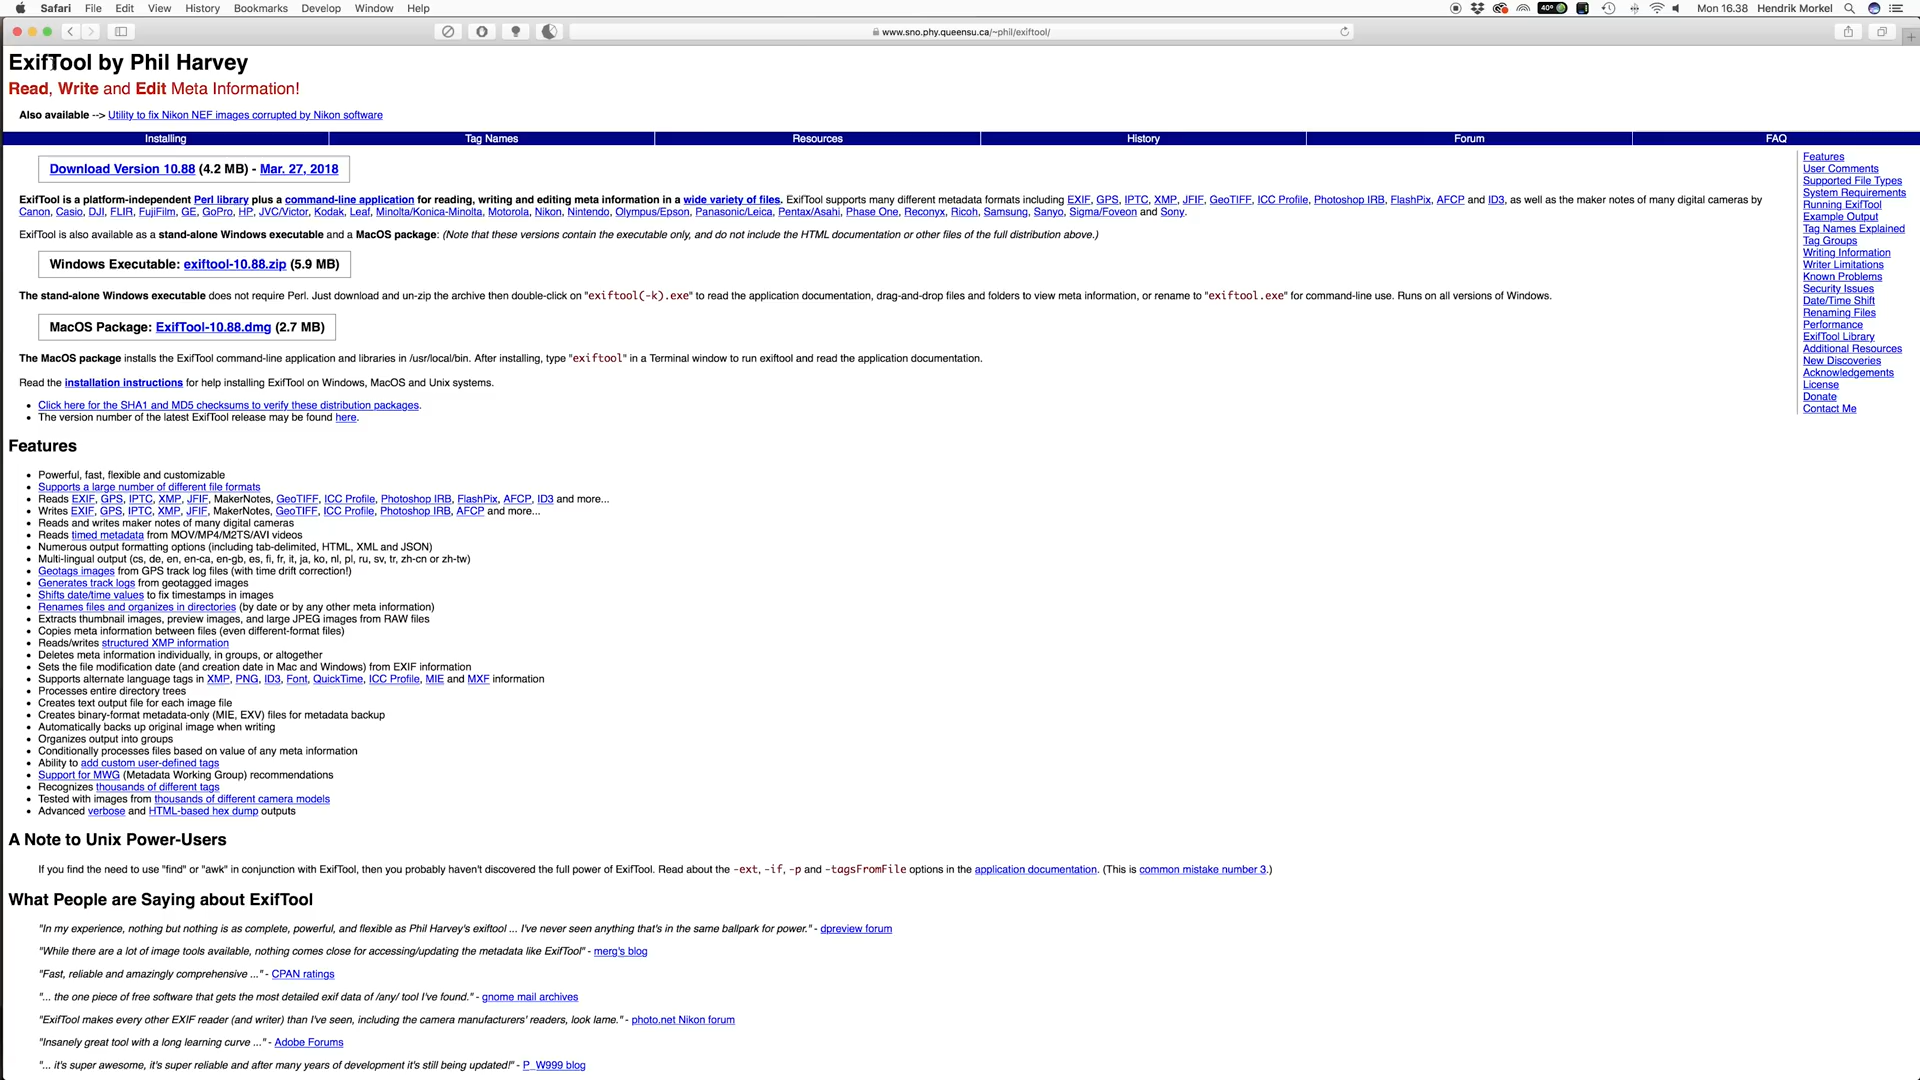 Safari File Edit View History Bookmarks Develop Window Help 40° Mon 16.38 Hendrik Morkel
www.sno.phy.queensu.ca/~phil/exiftool/
ExifTool by Phil Harvey
Read, Write and Edit Meta Information!
Also available --> Utility to fix Nikon NEF images corrupted by Nikon software
Installing Tag Names Resources History Forum FAQ
Download Version 10.88 (4.2 MB) - Mar. 27, 2018
ExifTool is a platform-independent Perl library plus a command-line application for reading, writing and editing meta information in a wide variety of files. ExifTool supports many different metadata formats including EXIF, GPS, IPTC, XMP, JFIF, GeoTIFF, ICC Profile, Photoshop IRB, FlashPix, AFCP and ID3, as well as the maker notes of many digital cameras by
Canon, Casio, DJI, FLIR, FujiFilm, GE, GoPro, HP, JVC/Victor, Kodak, Leaf, Minolta/Konica-Minolta, Motorola, Nikon, Nintendo, Olympus/Epson, Panasonic/Leica, Pentax/Asahi, Phase One, Reconyx, Ricoh, Samsung, Sanyo, Sigma/Foveon and Sony.
ExifTool is also available as a stand-alone Windows executable and a MacOS package: (Note that these versions contain the executable only, and do not include the HTML documentation or other files of the full distribution above.)
Windows Executable: exiftool-10.88.zip (5.9 MB)
The stand-alone Windows executable does not require Perl. Just download and un-zip the archive then double-click on "exiftool(-k).exe" to read the application documentation, drag-and-drop files and folders to view meta information, or rename to "exiftool.exe" for command-line use. Runs on all versions of Windows.
MacOS Package: ExifTool-10.88.dmg (2.7 MB)
The MacOS package installs the ExifTool command-line application and libraries in /usr/local/bin. After installing, type "exiftool" in a Terminal window to run exiftool and read the application documentation.
Read the installation instructions for help installing ExifTool on Windows, MacOS and Unix systems.
• Click here for the SHA1 and MD5 checksums to verify these distribution packages.
• The version number of the latest ExifTool release may be found here.
Features
User Comments
Supported File Types
System Requirements
Running ExifTool
Example Output
Tag Names Explained
Tag Groups
Writing Information
Writer Limitations
Known Problems
Security Issues
Date/Time Shift
Renaming Files
Performance
ExifTool Library
Additional Resources
New Discoveries
Acknowledgements
License
Donate
Contact Me
Features
• Powerful, fast, flexible and customizable
• Supports a large number of different file formats
• Reads EXIF, GPS, IPTC, XMP, JFIF, MakerNotes, GeoTIFF, ICC Profile, Photoshop IRB, FlashPix, AFCP, ID3 and more...
• Writes EXIF, GPS, IPTC, XMP, JFIF, MakerNotes, GeoTIFF, ICC Profile, Photoshop IRB, AFCP and more...
• Reads and writes maker notes of many digital cameras
• Reads timed metadata from MOV/MP4/M2TS/AVI videos
• Numerous output formatting options (including tab-delimited, HTML, XML and JSON)
• Multi-lingual output (cs, de, en, en-ca, en-gb, es, fi, fr, it, ja, ko, nl, pl, ru, sv, tr, zh-cn or zh-tw)
• Geotags images from GPS track log files (with time drift correction!)
• Generates track logs from geotagged images
• Shifts date/time values to fix timestamps in images
• Renames files and organizes in directories (by date or by any other meta information)
• Extracts thumbnail images, preview images, and large JPEG images from RAW files
• Copies meta information between files (even different-format files)
• Reads/writes structured XMP information
• Deletes meta information individually, in groups, or altogether
• Sets the file modification date (and creation date in Mac and Windows) from EXIF information
• Supports alternate language tags in XMP, PNG, ID3, Font, QuickTime, ICC Profile, MIE and MXF information
• Processes entire directory trees
• Creates text output file for each image file
• Creates binary-format metadata-only (MIE, EXV) files for metadata backup
• Automatically backs up original image when writing
• Organizes output into groups
• Conditionally processes files based on value of any meta information
• Ability to add custom user-defined tags
• Support for MWG (Metadata Working Group) recommendations
• Recognizes thousands of different tags
• Tested with images from thousands of different camera models
• Advanced verbose and HTML-based hex dump outputs
A Note to Unix Power-Users
If you find the need to use "find" or "awk" in conjunction with ExifTool, then you probably haven't discovered the full power of ExifTool. Read about the -ext, -if, -p and -tagsFromFile options in the application documentation. (This is common mistake number 3.)
What People are Saying about ExifTool
"In my experience, nothing but nothing is as complete, powerful, and flexible as Phil Harvey's exiftool ... I've never seen anything that's in the same ballpark for power." - dpreview forum
"While there are a lot of image tools available, nothing comes close for accessing/updating the metadata like ExifTool" - merg's blog
"Fast, reliable and amazingly comprehensive ..." - CPAN ratings
"... the one piece of free software that gets the most detailed exif data of /any/ tool I've found." - gnome mail archives
"ExifTool makes every other EXIF reader (and writer) than I've seen, including the camera manufacturers' readers, look lame." - photo.net Nikon forum
"Insanely great tool with a long learning curve ..." - Adobe Forums
"... it's super awesome, it's super reliable and after many years of development it's still being updated!" - P_W999 blog